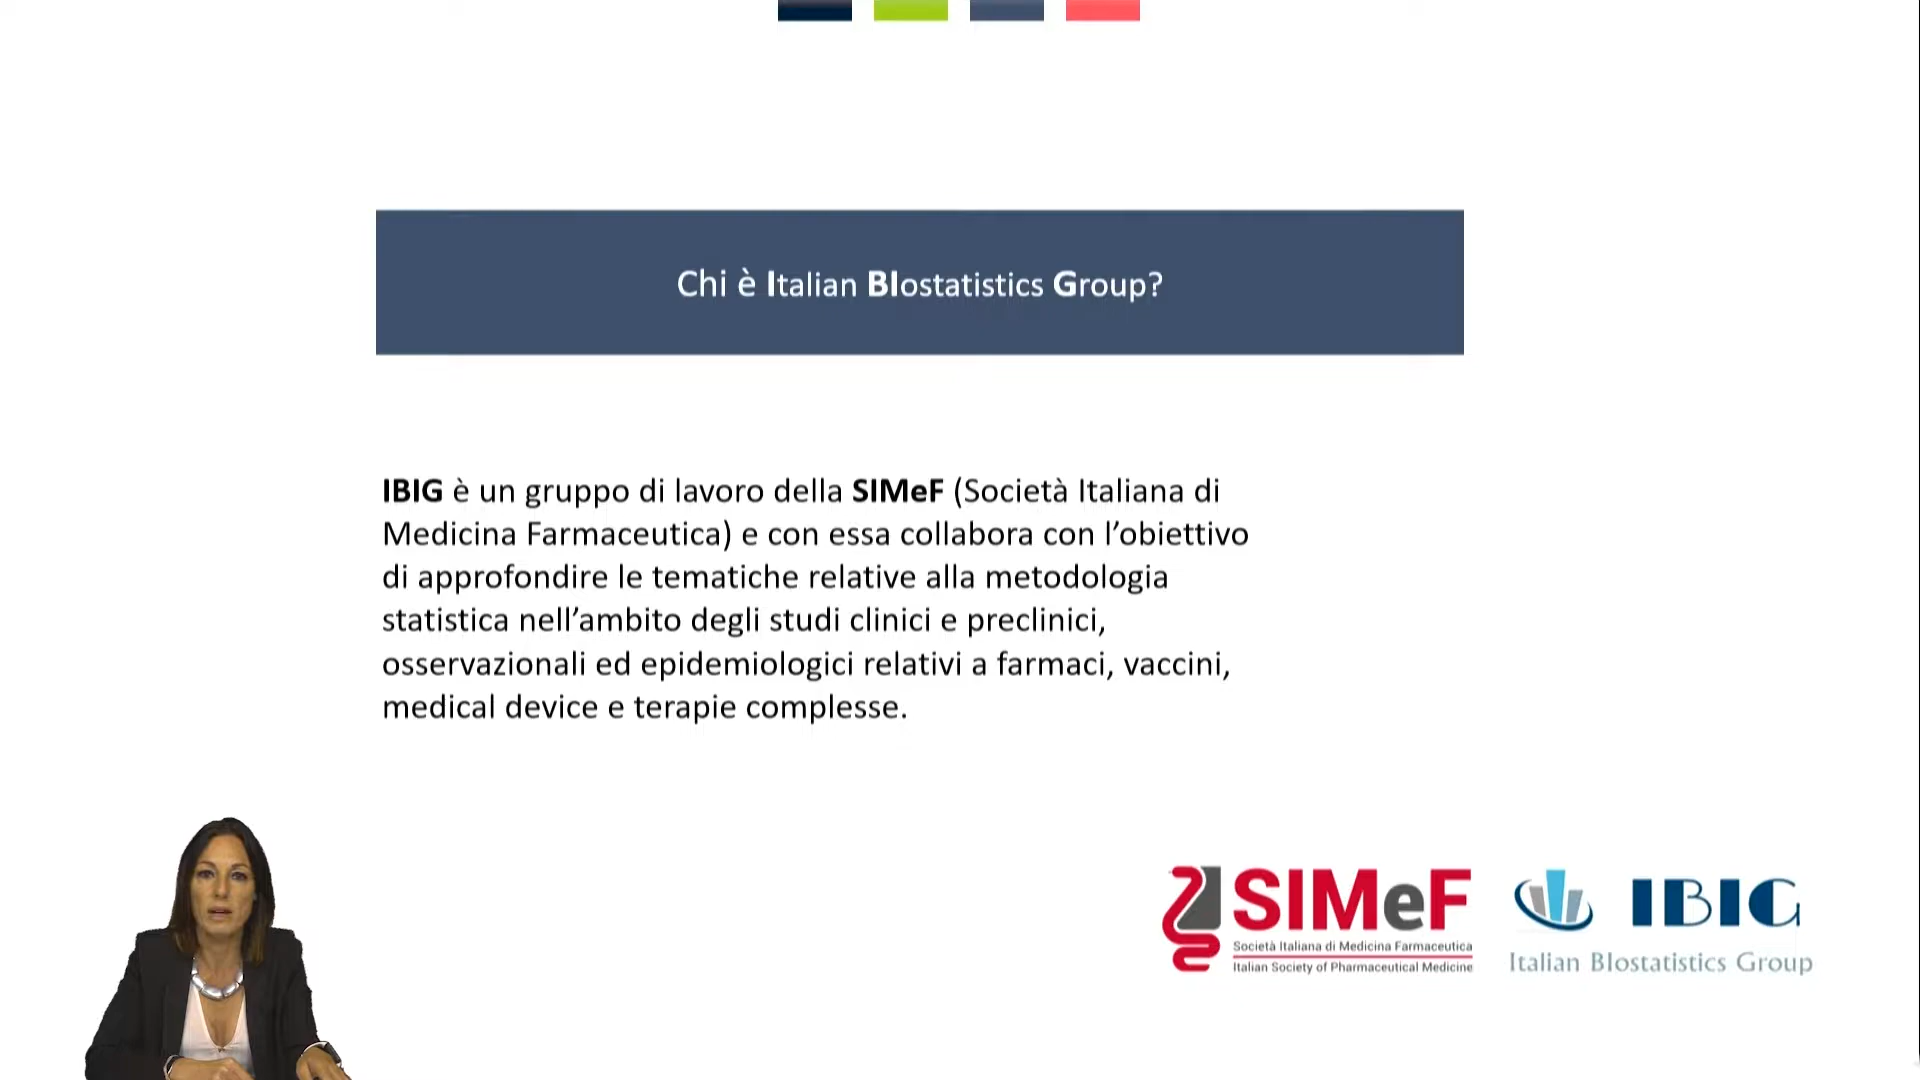 Chi è Italian BIostatistics Group?
IBIG è un gruppo di lavoro della SIMeF (Società Italiana di
Medicina Farmaceutica) e con essa collabora con l’obiettivo
di approfondire le tematiche relative alla metodologia
statistica nell’ambito degli studi clinici e preclinici,
osservazionali ed epidemiologici relativi a farmaci, vaccini,
medical device e terapie complesse.
SIMeF
Società Italiana di Medicina Farmaceutica
Italian Society of Pharmaceutical Medicine
IBIG
Italian BIostatistics Group